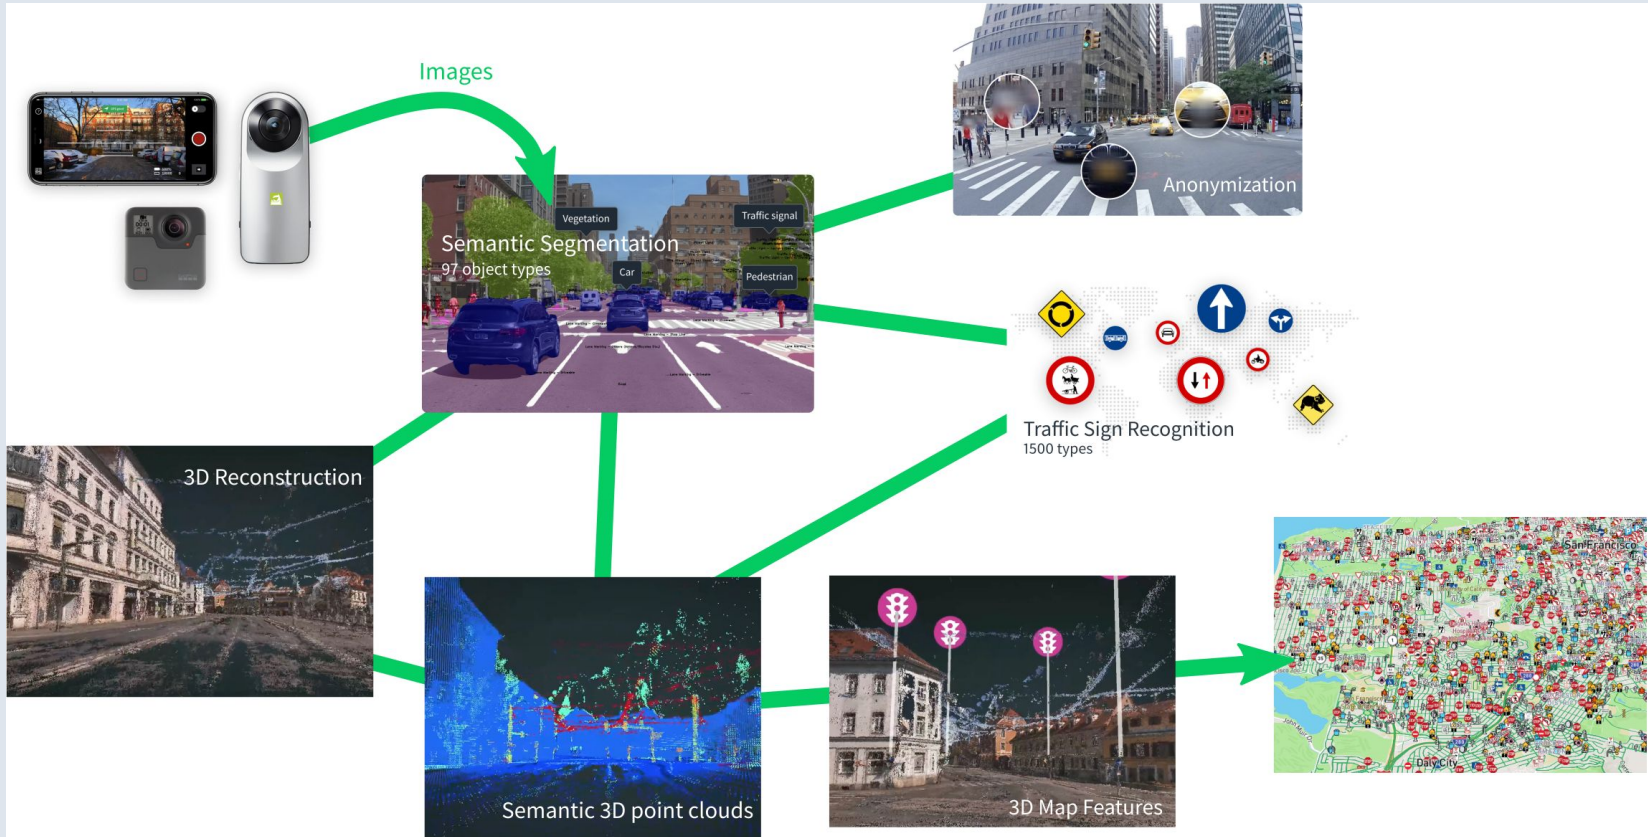 Images
Vegetation
Traffic signal
Semantic Segmentation
97 object types
Car
Pedestrian
Anonymization
Traffic Sign Recognition
1500 types
3D Reconstruction
Semantic 3D point clouds
3D Map Features
San Francisco
Daly City